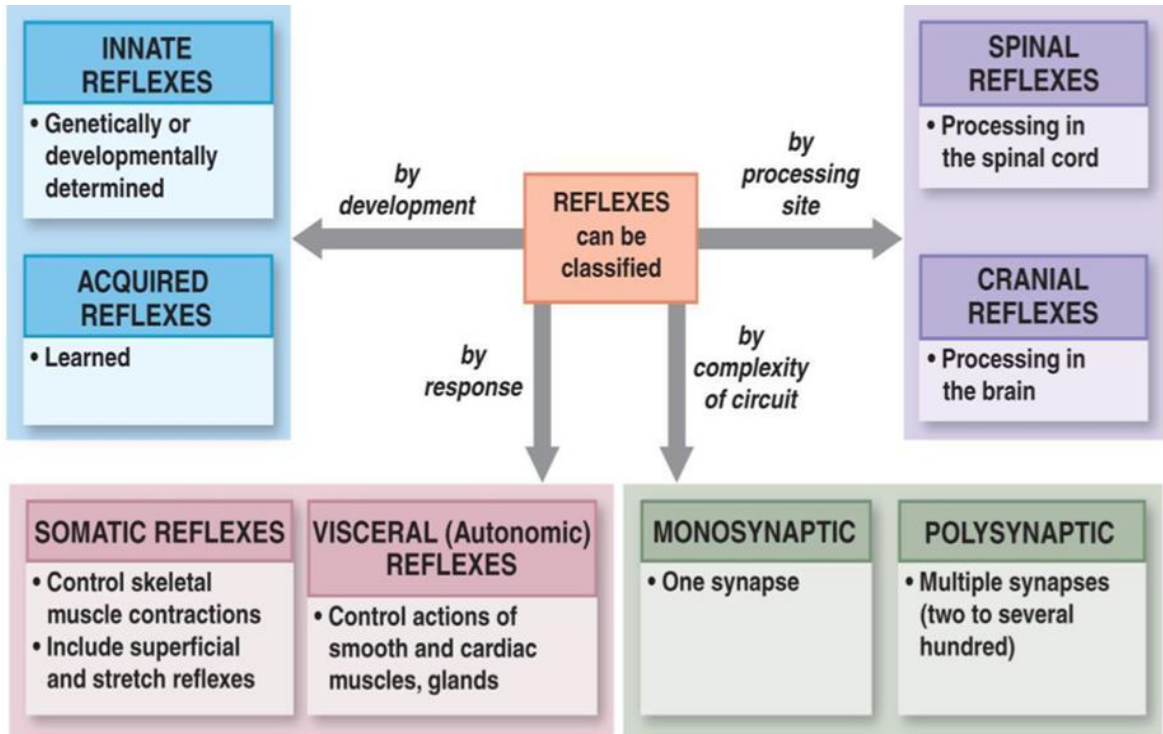 INNATE
REFLEXES
• Genetically or
developmentally
determined
ACQUIRED
REFLEXES
• Learned
by
development
REFLEXES
can be
classified
by
processing
site
SPINAL
REFLEXES
• Processing in
the spinal cord
CRANIAL
REFLEXES
• Processing in
the brain
by
response
by
complexity
of circuit
SOMATIC REFLEXES
• Control skeletal
muscle contractions
• Include superficial
and stretch reflexes
VISCERAL (Autonomic)
REFLEXES
• Control actions of
smooth and cardiac
muscles, glands
MONOSYNAPTIC
• One synapse
POLYSYNAPTIC
• Multiple synapses
(two to several
hundred)